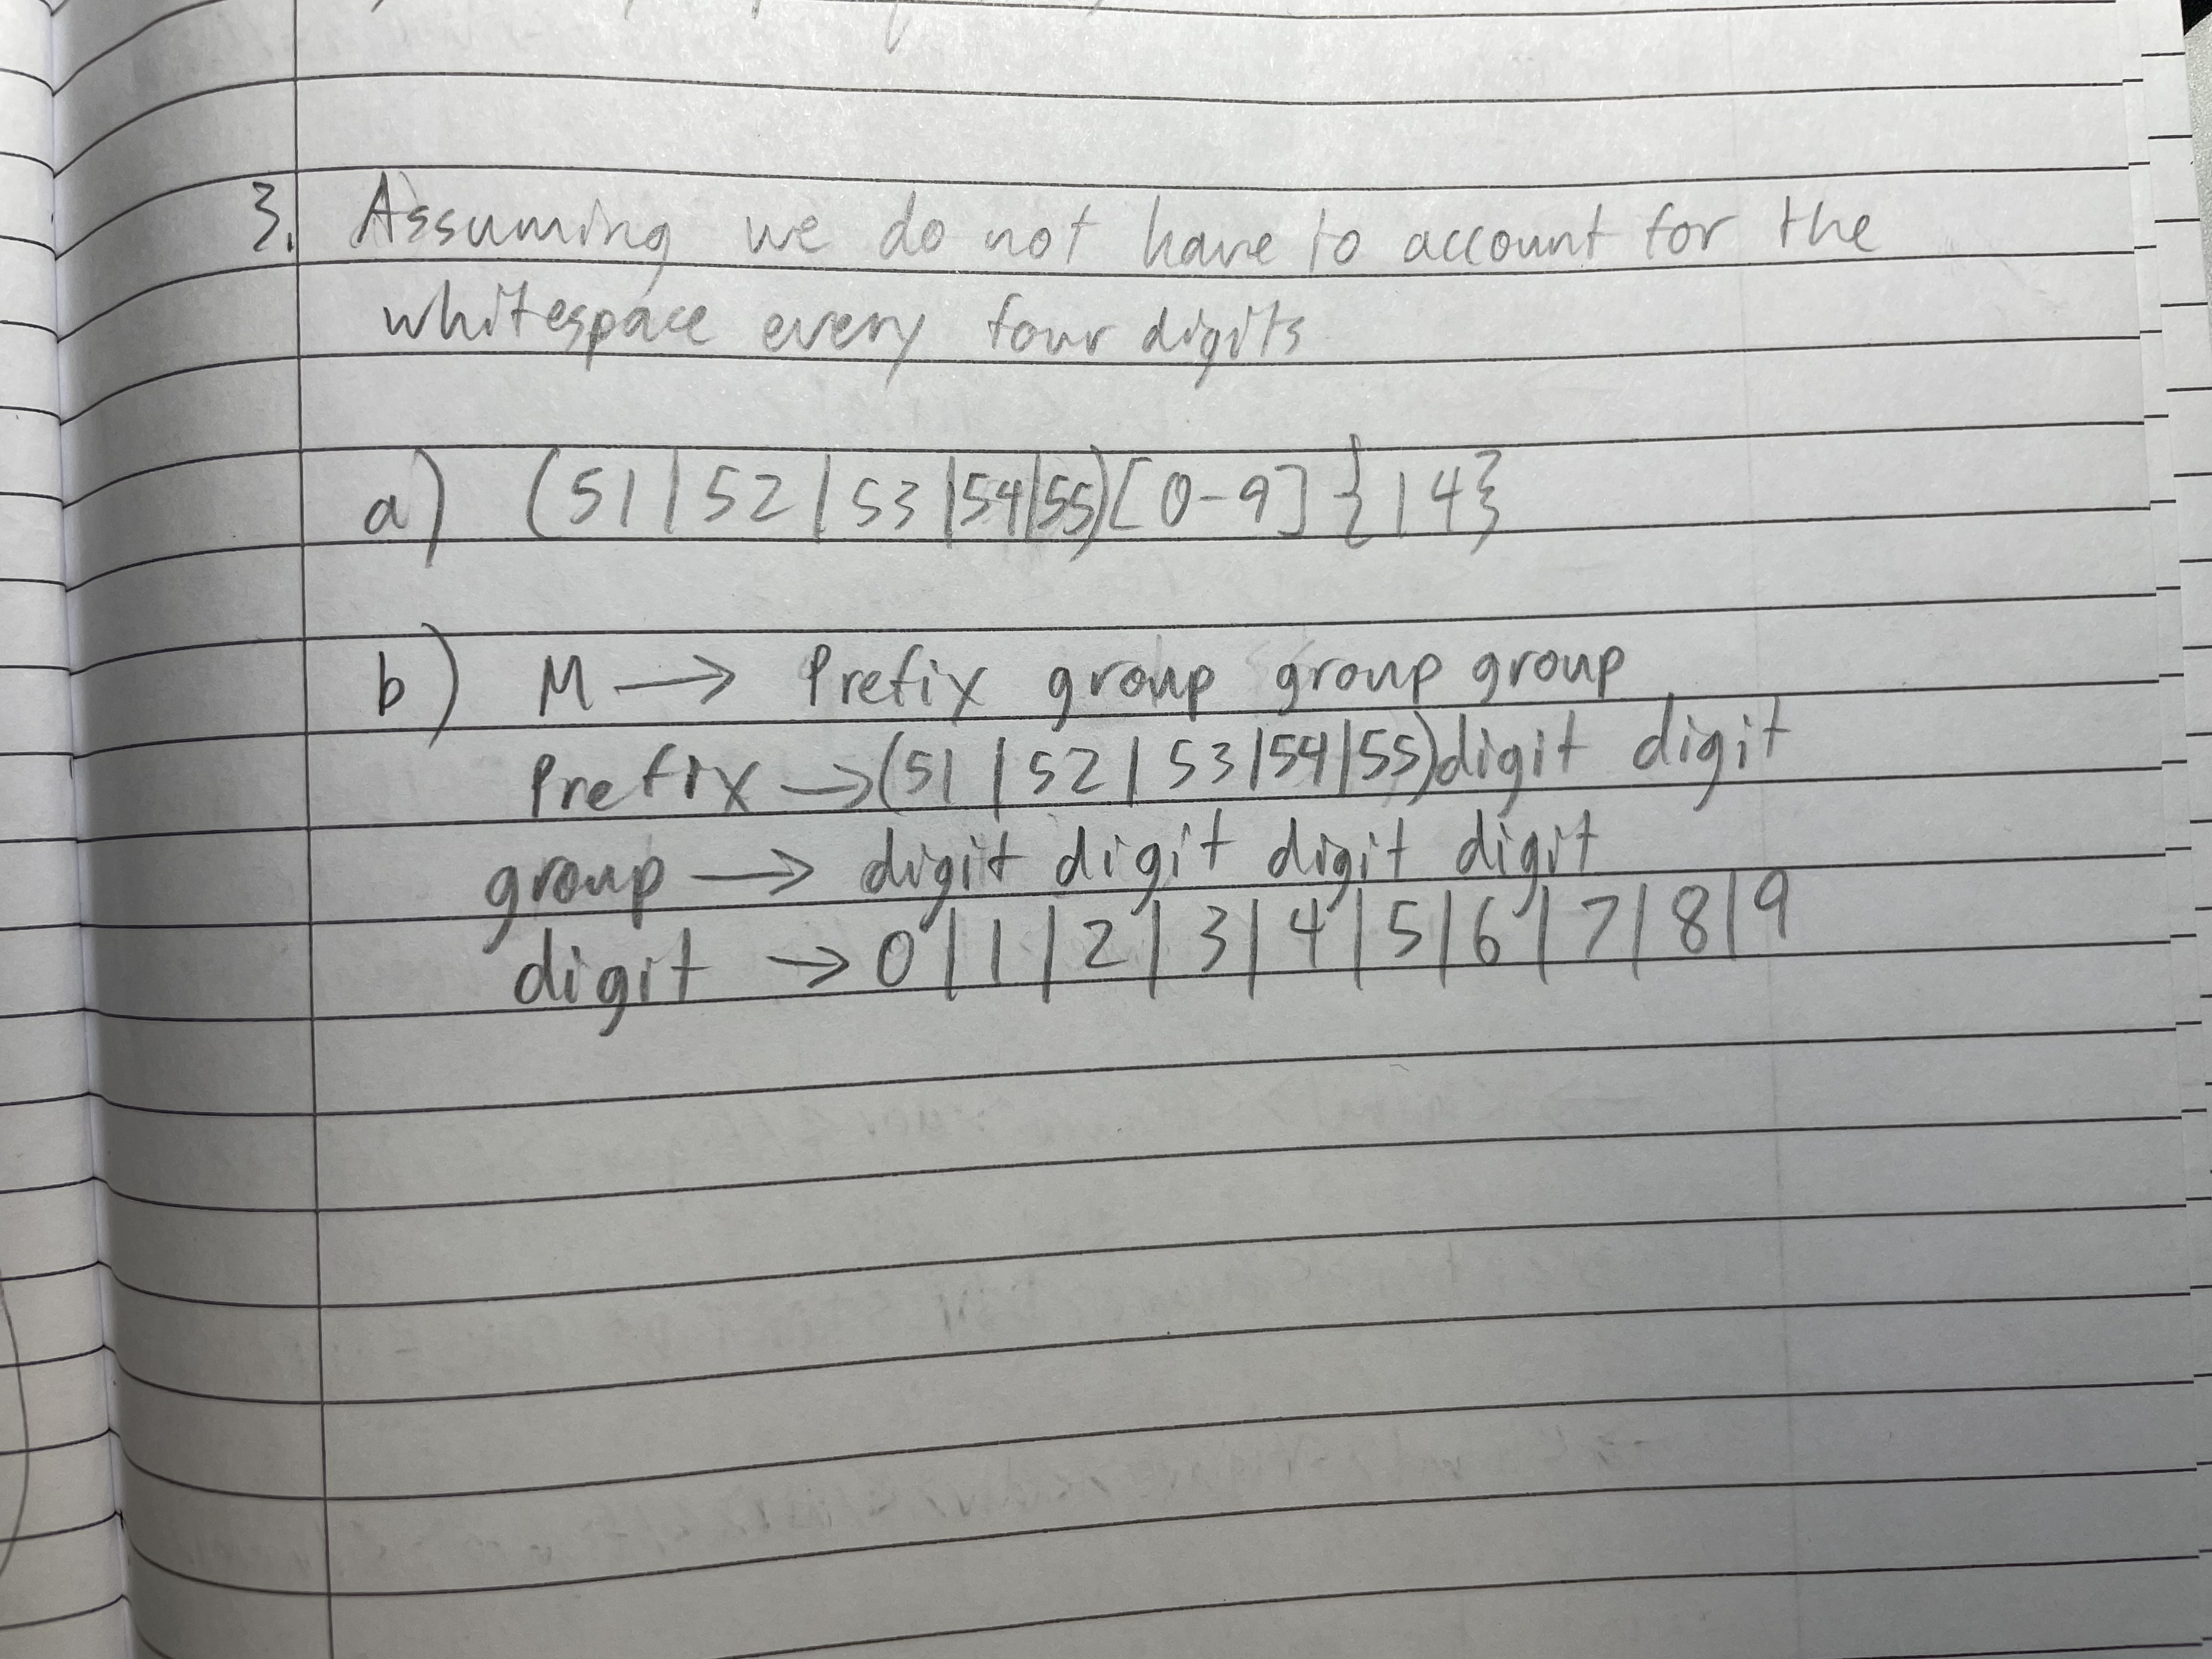 3. Assuming we do not have to account for the
whitespace every four digits
a) (51|52|53|54|55)[0-9]{14}
b) M → Prefix group group group
Prefix → (51|52|53|54|55)digit digit
group → digit digit digit digit
digit → 0|1|2|3|4|5|6|7|8|9